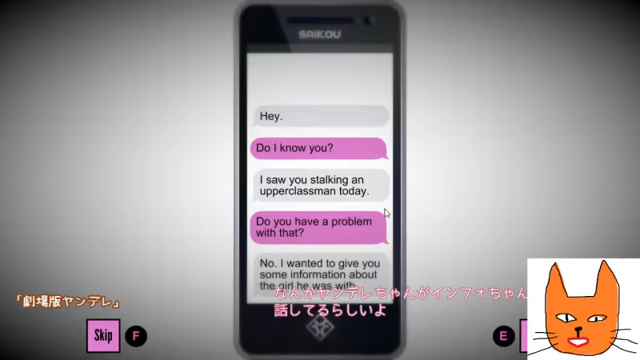 SAIKOU
Hey.
Do I know you?
I saw you stalking an
upperclassman today.
Do you have a problem
with that?
No. I wanted to give you
some information about
the girl he was with.
なんかヤンデレちゃんがインフォちゃん
話してるらしいよ
「劇場版ヤンデレ」
Skip
F
E